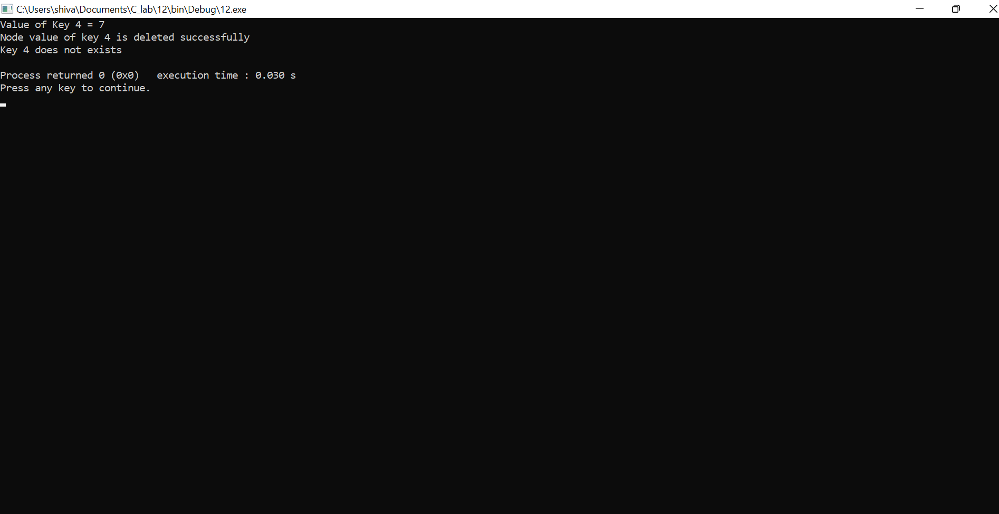 C:\Users\shiva\Documents\C_lab\12\bin\Debug\12.exe
Value of Key 4 = 7
Node value of key 4 is deleted successfully
Key 4 does not exists
Process returned 0 (0x0)   execution time : 0.030 s
Press any key to continue.